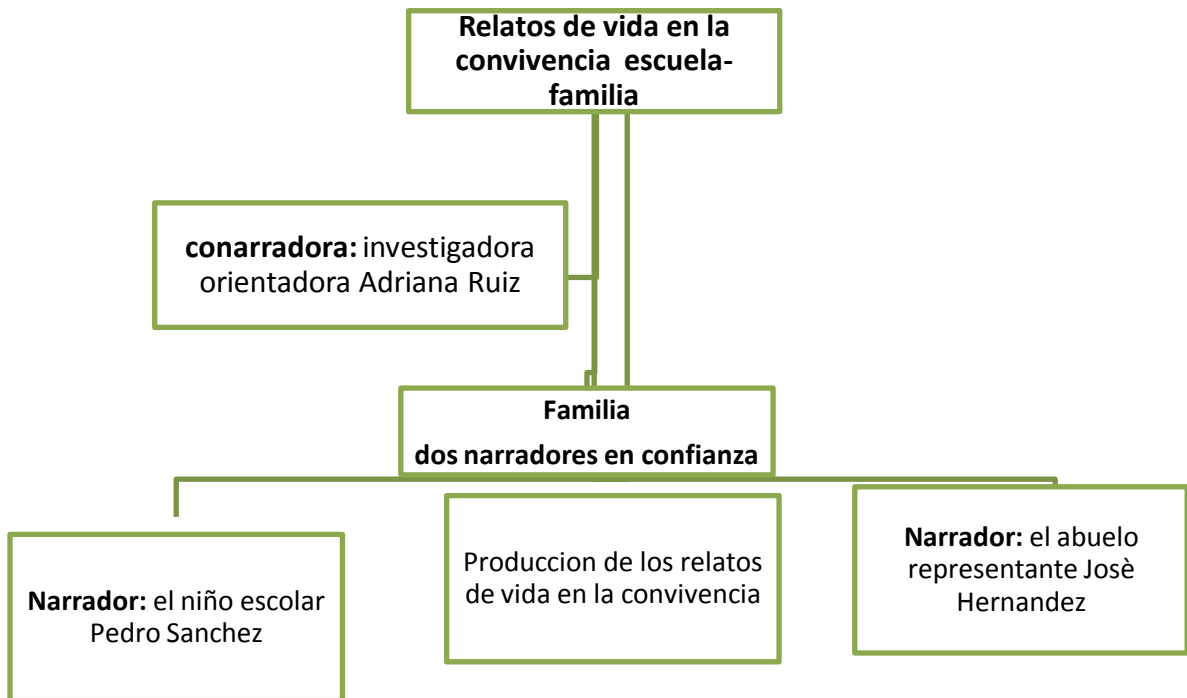 Relatos de vida en la
convivencia escuela-
familia
conarradora: investigadora
orientadora Adriana Ruiz
Familia
dos narradores en confianza
Narrador: el niño escolar
Pedro Sanchez
Produccion de los relatos
de vida en la convivencia
Narrador: el abuelo
representante Josè
Hernandez